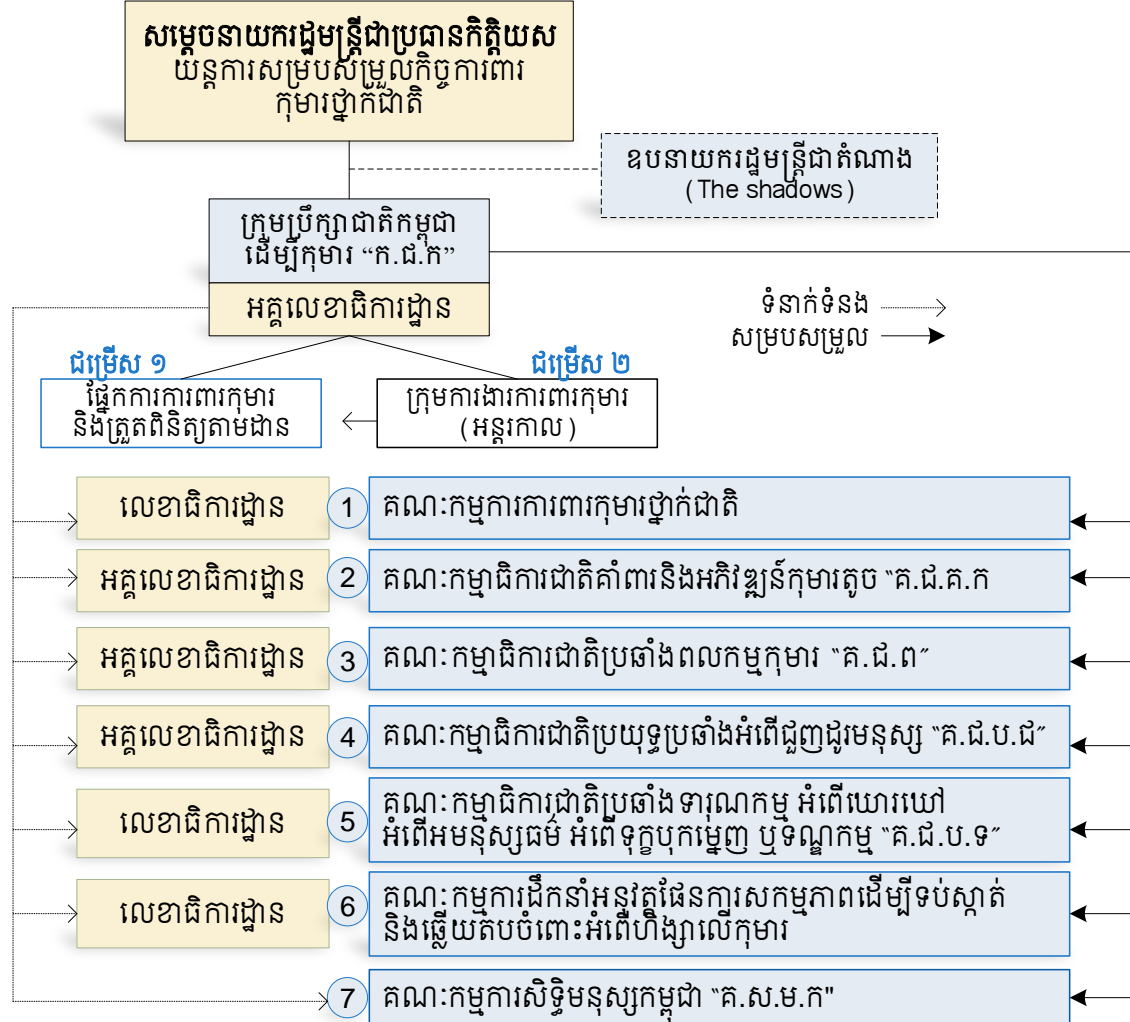 សម្តេចនាយករដ្ឋមន្ត្រីជាប្រធានកិត្តិយស
យន្តការសម្របសម្រួលកិច្ចការពារ
កុមារថ្នាក់ជាតិ
ឧបនាយករដ្ឋមន្ត្រីជាតំណាង
(The shadows)
ក្រុមប្រឹក្សាជាតិកម្ពុជា
ដើម្បីកុមារ “ក.ជ.ក”
អគ្គលេខាធិការដ្ឋាន
ទំនាក់ទំនង
សម្របសម្រួល
ជម្រើស ១
ផ្នែកការការពារកុមារ
និងត្រួតពិនិត្យតាមដាន
ជម្រើស ២
ក្រុមការងារការពារកុមារ
(អន្តរកាល)
លេខាធិការដ្ឋាន 1 គណៈកម្មការការពារកុមារថ្នាក់ជាតិ
អគ្គលេខាធិការដ្ឋាន 2 គណៈកម្មាធិការជាតិគាំពារនិងអភិវឌ្ឍន៍កុមារតូច “គ.ជ.គ.ក
អគ្គលេខាធិការដ្ឋាន 3 គណៈកម្មាធិការជាតិប្រឆាំងពលកម្មកុមារ “គ.ជ.ព”
អគ្គលេខាធិការដ្ឋាន 4 គណៈកម្មាធិការជាតិប្រយុទ្ធប្រឆាំងអំពើជួញដូរមនុស្ស “គ.ជ.ប.ជ”
លេខាធិការដ្ឋាន 5 គណៈកម្មាធិការជាតិប្រឆាំងទារុណកម្ម អំពើឃោរឃៅ
អំពើអមនុស្សធម៌ អំពើទុក្ខបុកម្នេញ ឬទណ្ឌកម្ម “គ.ជ.ប.ទ”
លេខាធិការដ្ឋាន 6 គណៈកម្មការដឹកនាំអនុវត្តផែនការសកម្មភាពដើម្បីទប់ស្កាត់
និងឆ្លើយតបចំពោះអំពើហិង្សាលើកុមារ
7 គណៈកម្មការសិទ្ធិមនុស្សកម្ពុជា “គ.ស.ម.ក"